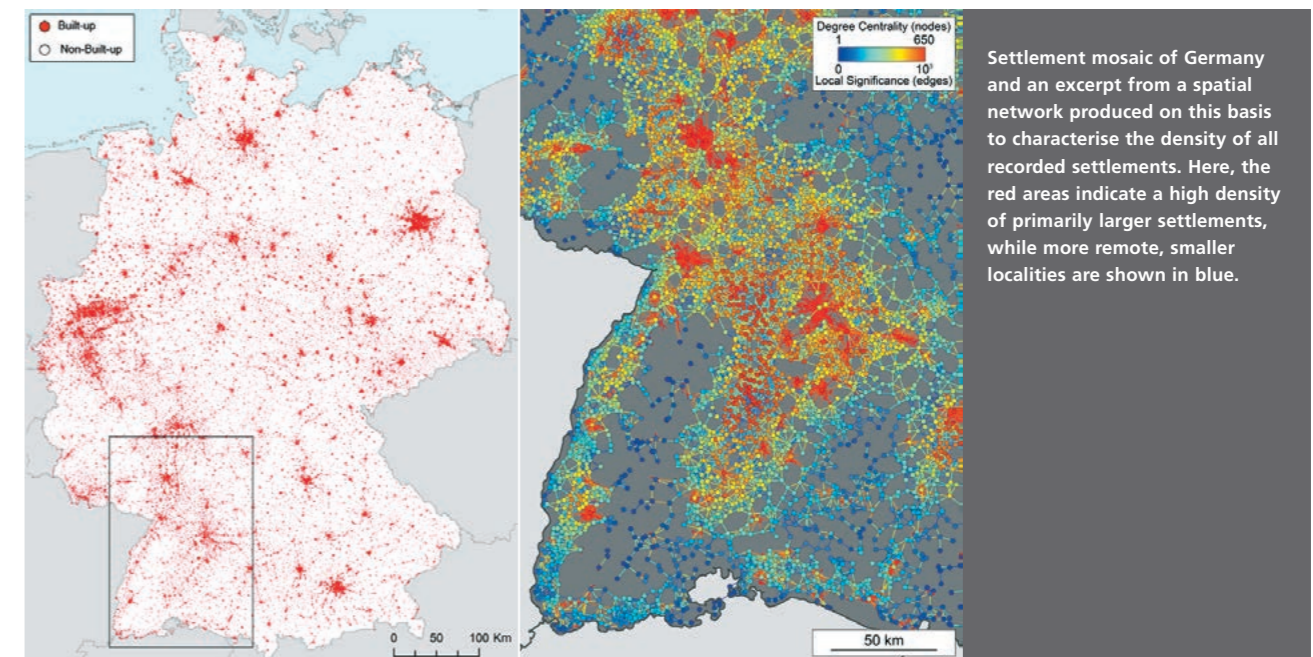 Built-up
Non-Built-up
0 50 100 Km
Degree Centrality (nodes)
1 650
0 10⁵
Local Significance (edges)
50 km
Settlement mosaic of Germany
and an excerpt from a spatial
network produced on this basis
to characterise the density of all
recorded settlements. Here, the
red areas indicate a high density
of primarily larger settlements,
while more remote, smaller
localities are shown in blue.